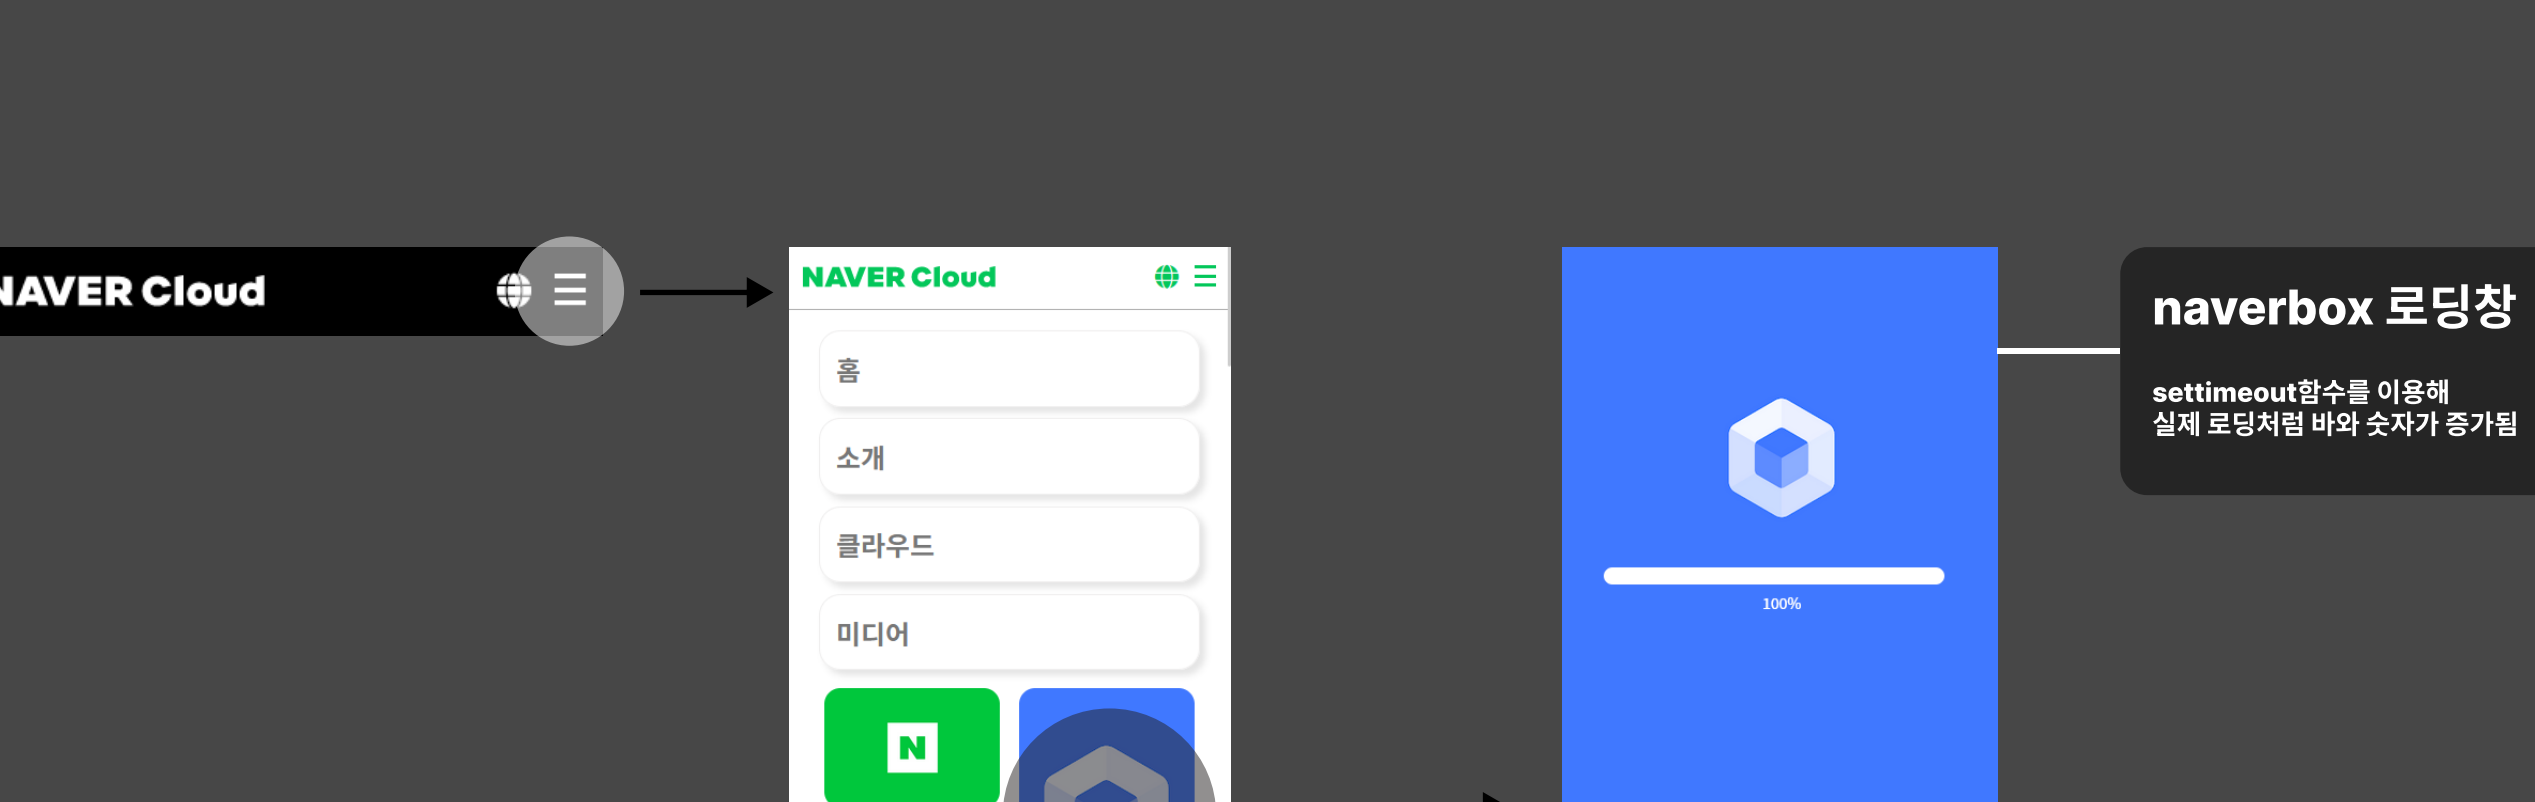 NAVER Cloud
NAVER Cloud
홈
소개
클라우드
미디어
N
100%
naverbox 로딩창
settimeout함수를 이용해
실제 로딩처럼 바와 숫자가 증가됨